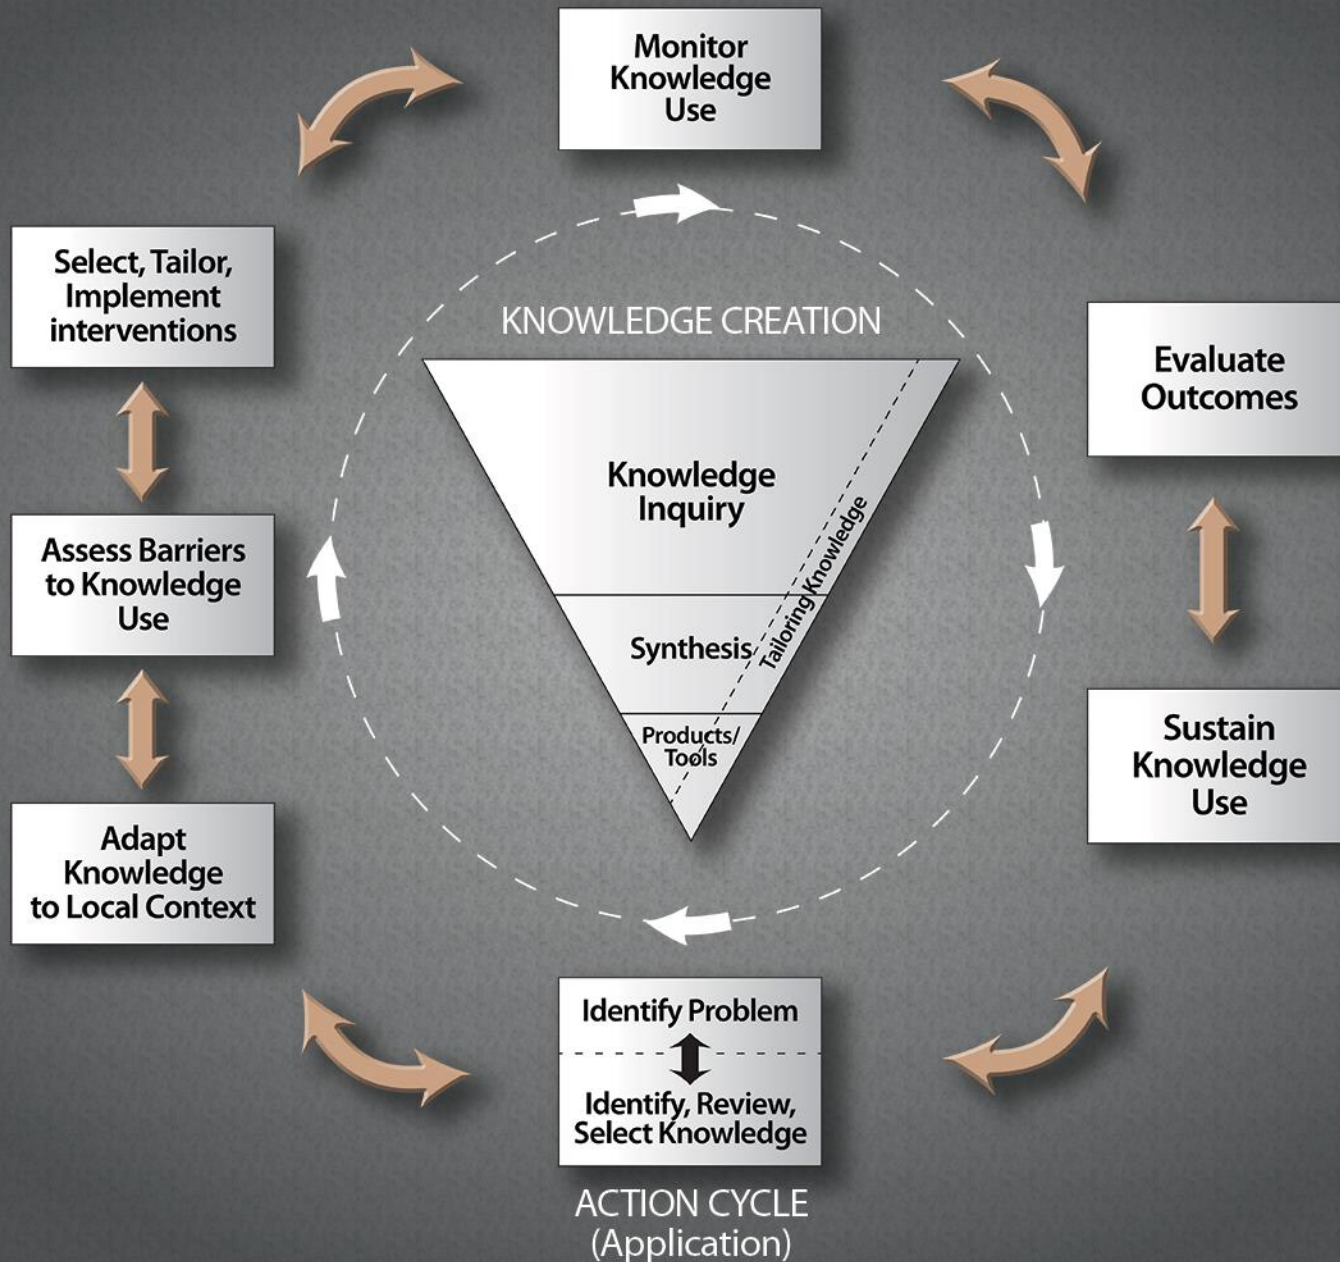 Monitor
Knowledge
Use
Select, Tailor,
Implement
interventions
KNOWLEDGE CREATION
Evaluate
Outcomes
Knowledge
Inquiry
Tailoring Knowledge
Assess Barriers
to Knowledge
Use
Synthesis
Products/
Tools
Sustain
Knowledge
Use
Adapt
Knowledge
to Local Context
Identify Problem
Identify, Review,
Select Knowledge
ACTION CYCLE
(Application)